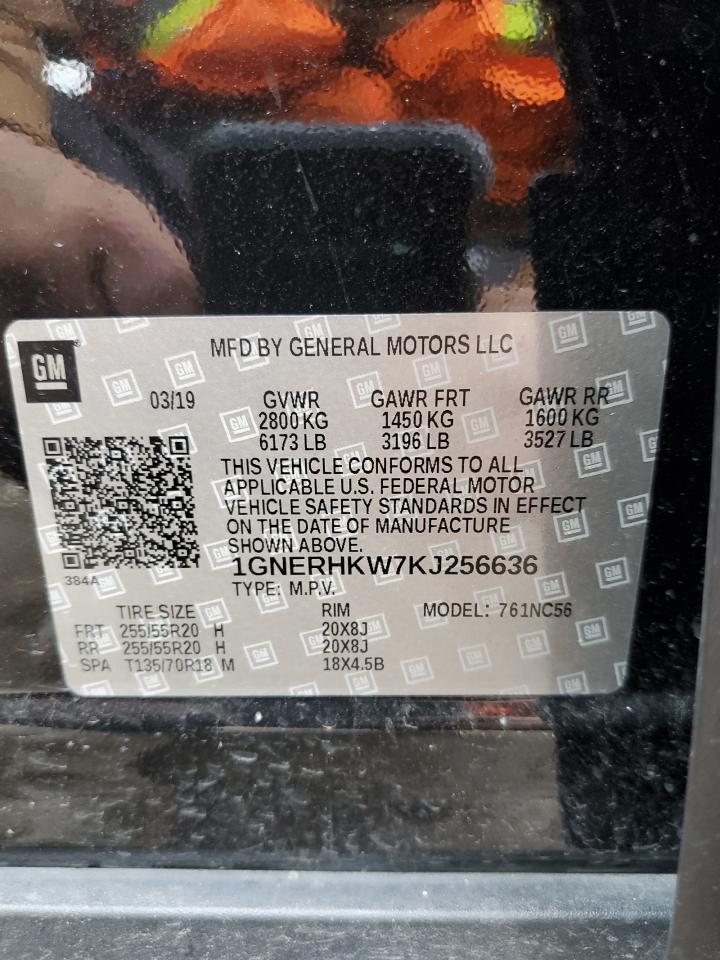 GM
MFD BY GENERAL MOTORS LLC
03/19 GVWR GAWR FRT GAWR RR
2800 KG 1450 KG 1600 KG
6173 LB 3196 LB 3527 LB
THIS VEHICLE CONFORMS TO ALL
APPLICABLE U.S. FEDERAL MOTOR
VEHICLE SAFETY STANDARDS IN EFFECT
ON THE DATE OF MANUFACTURE
SHOWN ABOVE.
384A
1GNERHKW7KJ256636
TYPE: M.P.V.
TIRE SIZE RIM MODEL: 761NC56
FRT 255/55R20 H 20X8J
RR 255/55R20 H 20X8J
SPA T135/70R18 M 18X4.5B